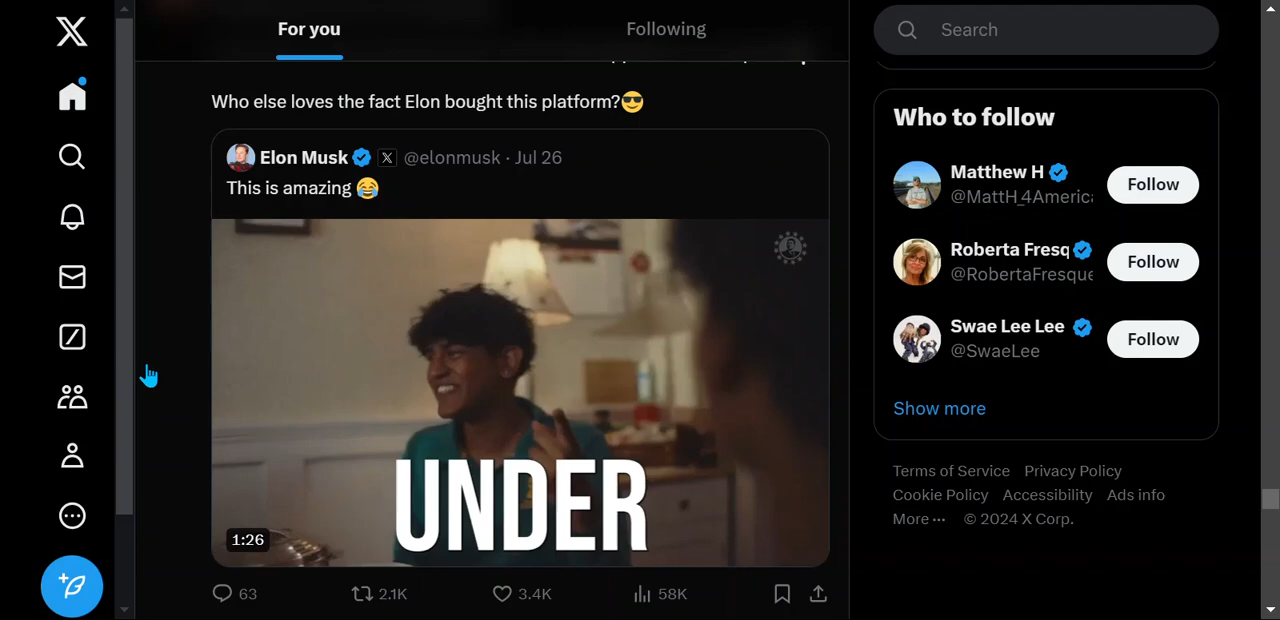 For you
Following
Search
Who else loves the fact Elon bought this platform?😎
Elon Musk @elonmusk · Jul 26
This is amazing 😂
UNDER
1:26
63 2.1K 3.4K 58K
Who to follow
Matthew H
@MattH_4America
Follow
Roberta Fresq
@RobertaFresque
Follow
Swae Lee Lee
@SwaeLee
Follow
Show more
Terms of Service Privacy Policy
Cookie Policy Accessibility Ads info
More ··· © 2024 X Corp.